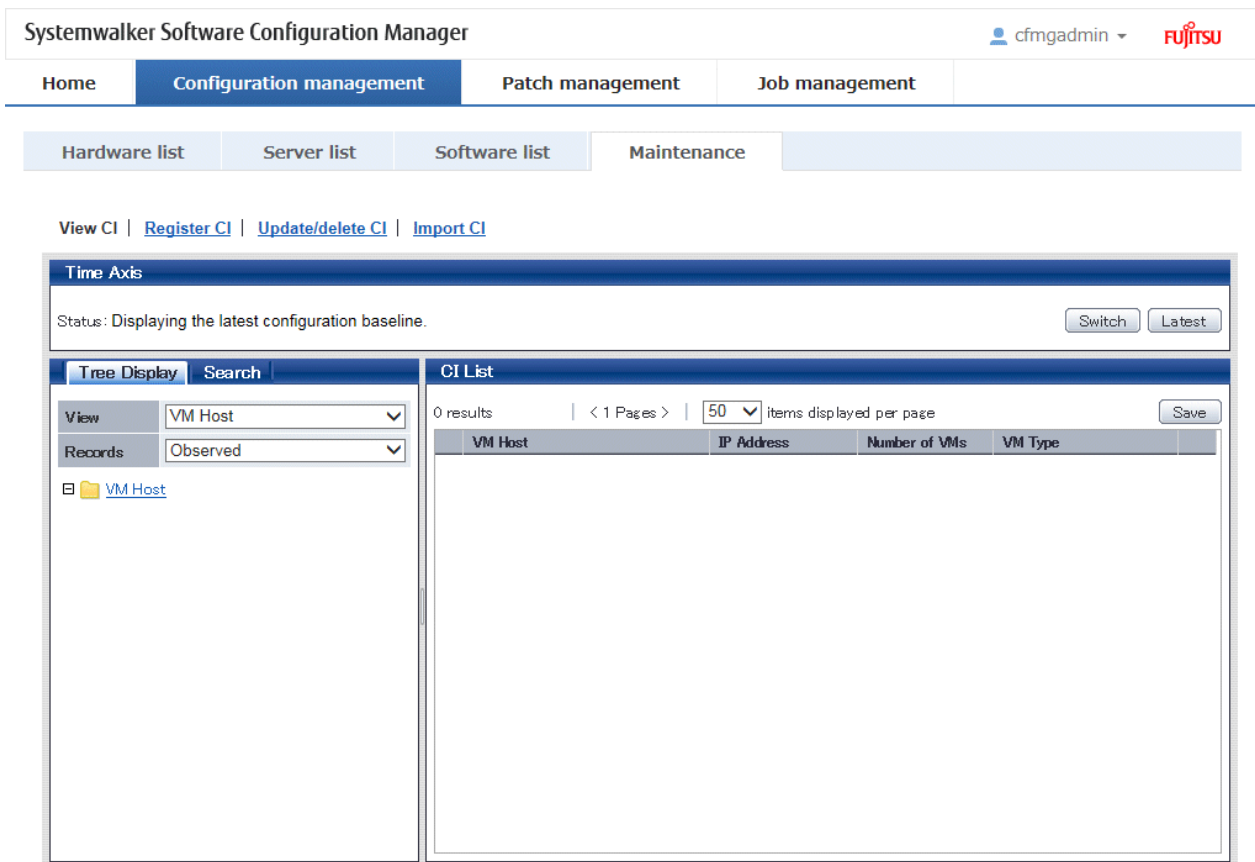 Systemwalker Software Configuration Manager cfmgadmin FUJITSU
Home Configuration management Patch management Job management
Hardware list Server list Software list Maintenance
View CI | Register CI | Update/delete CI | Import CI
Time Axis
Status: Displaying the latest configuration baseline. Switch Latest
Tree Display Search
CI List
View VM Host
Records Observed
VM Host
0 results | < 1 Pages > | 50 items displayed per page Save
VM Host IP Address Number of VMs VM Type